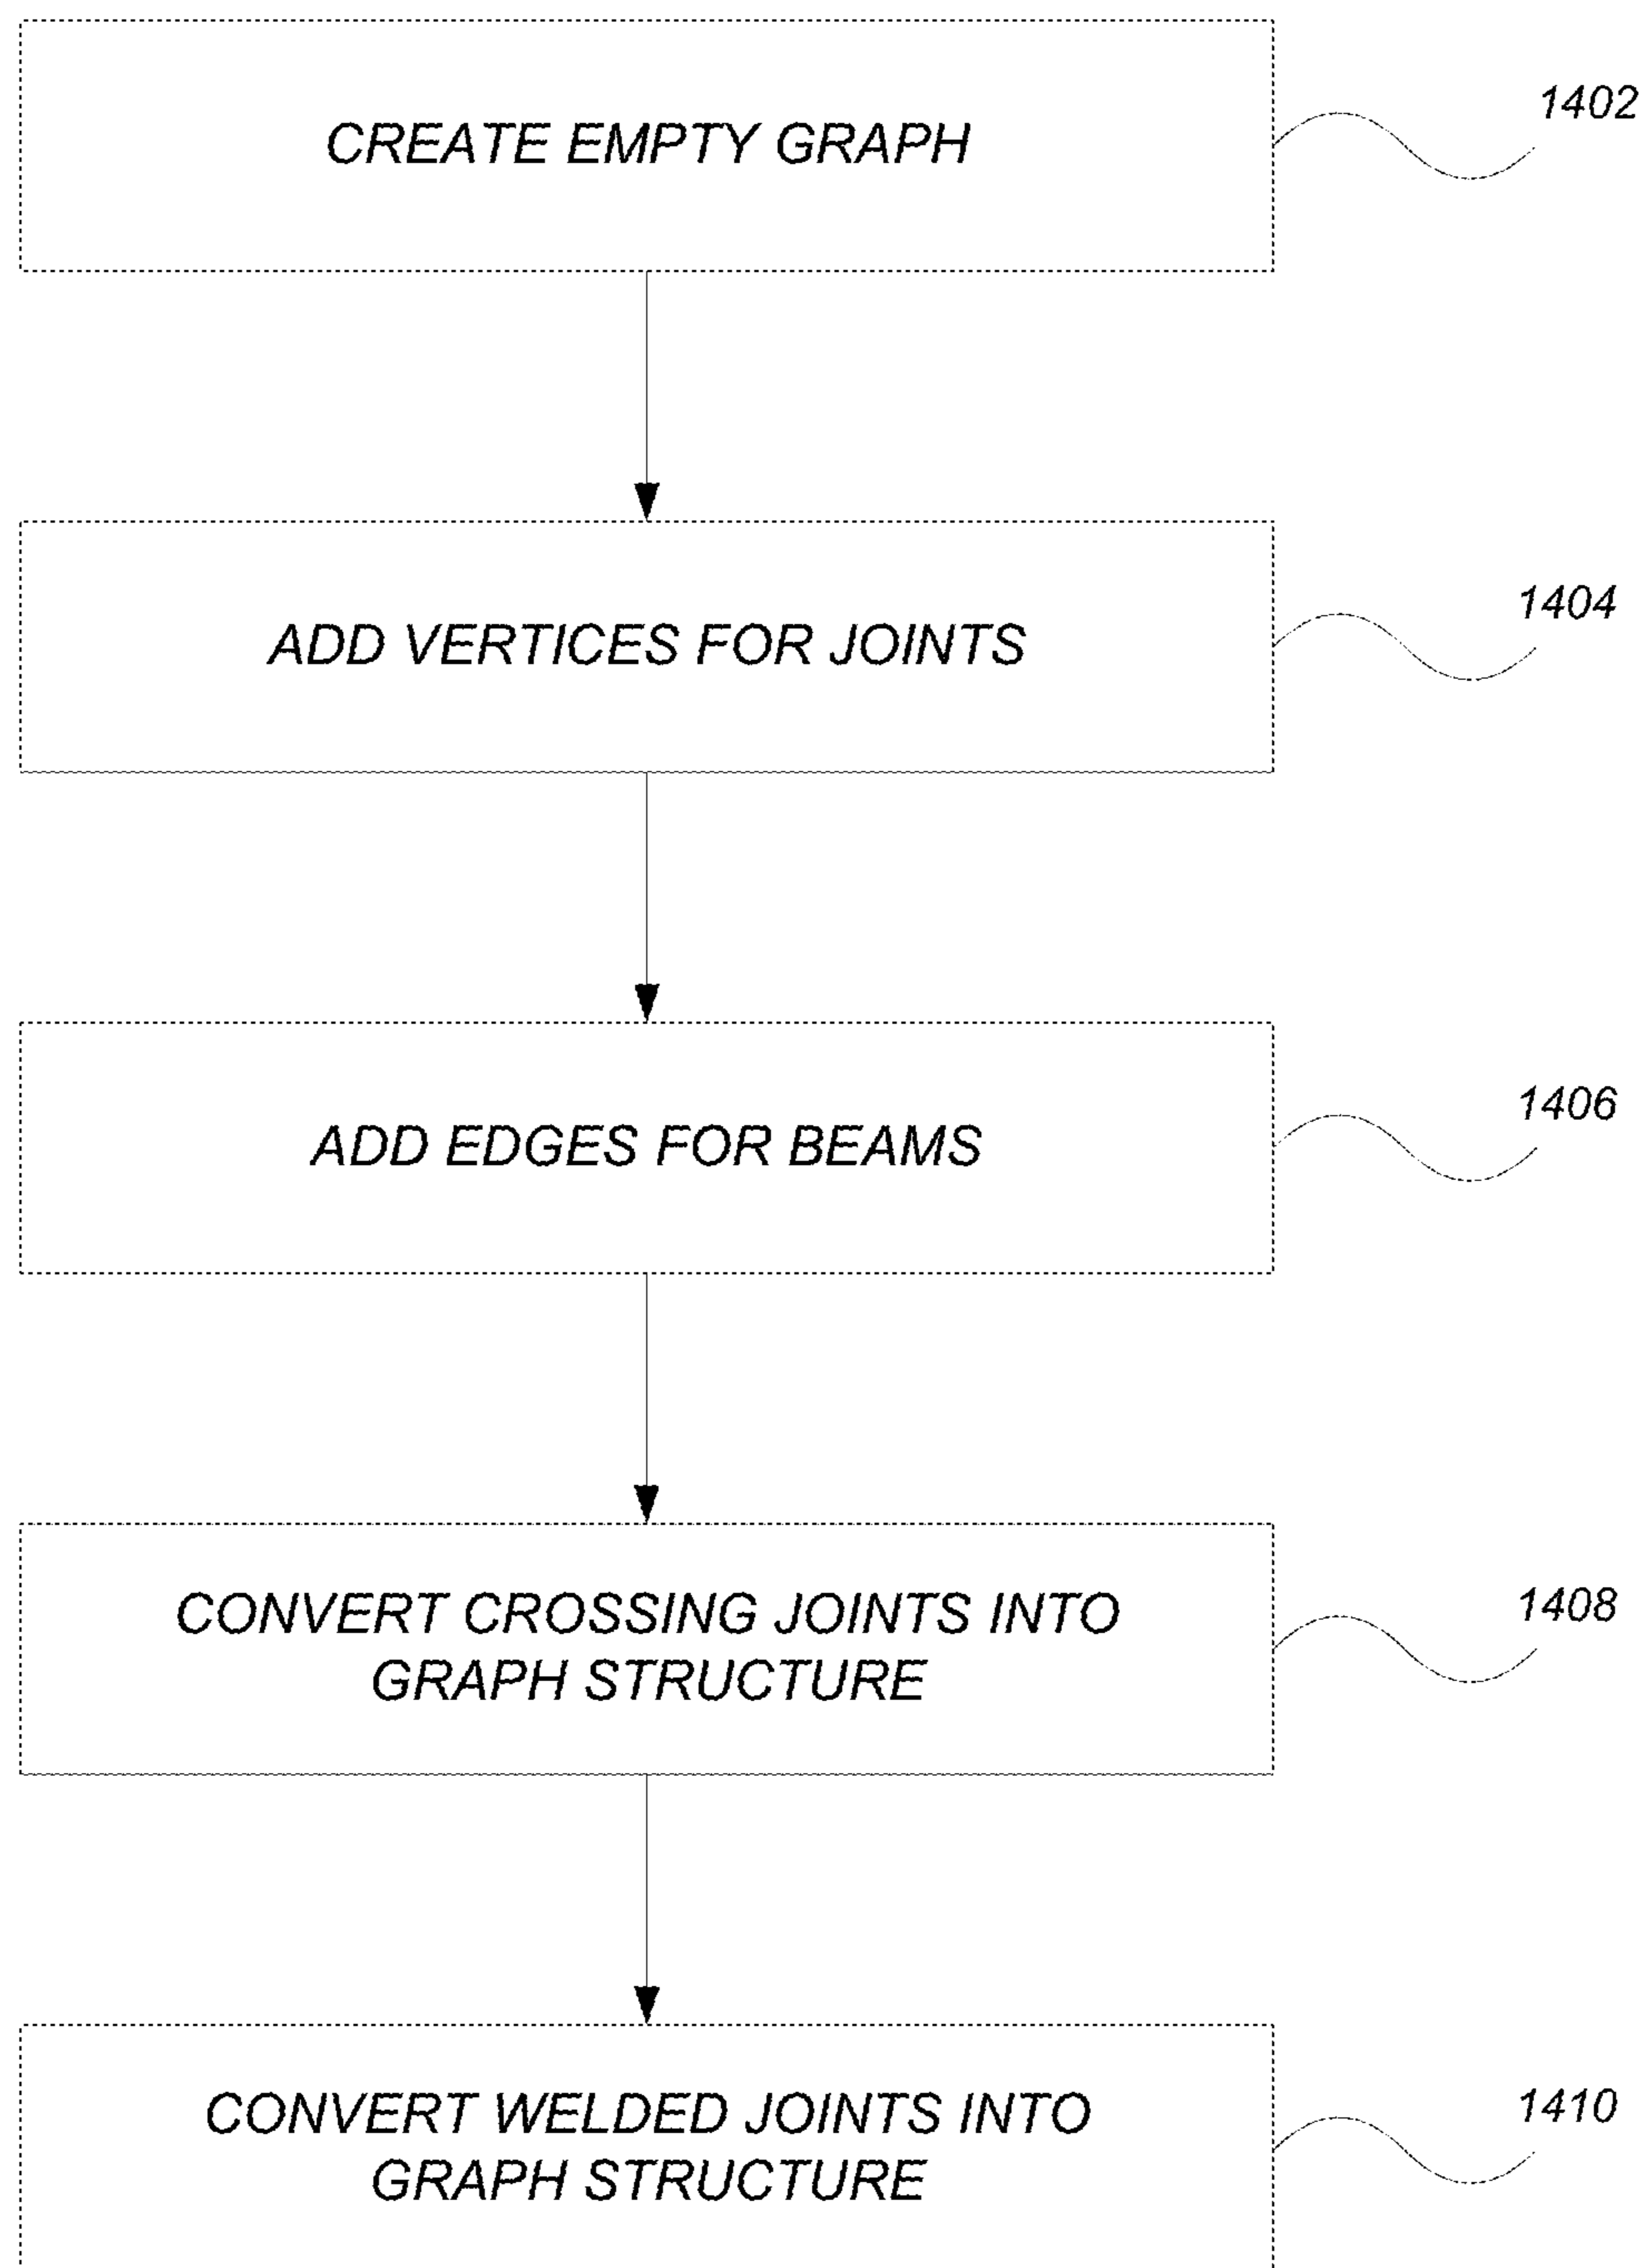 CREATE EMPTY GRAPH
1402
ADD VERTICES FOR JOINTS
1404
ADD EDGES FOR BEAMS
1406
CONVERT CROSSING JOINTS INTO
GRAPH STRUCTURE
1408
CONVERT WELDED JOINTS INTO
GRAPH STRUCTURE
1410